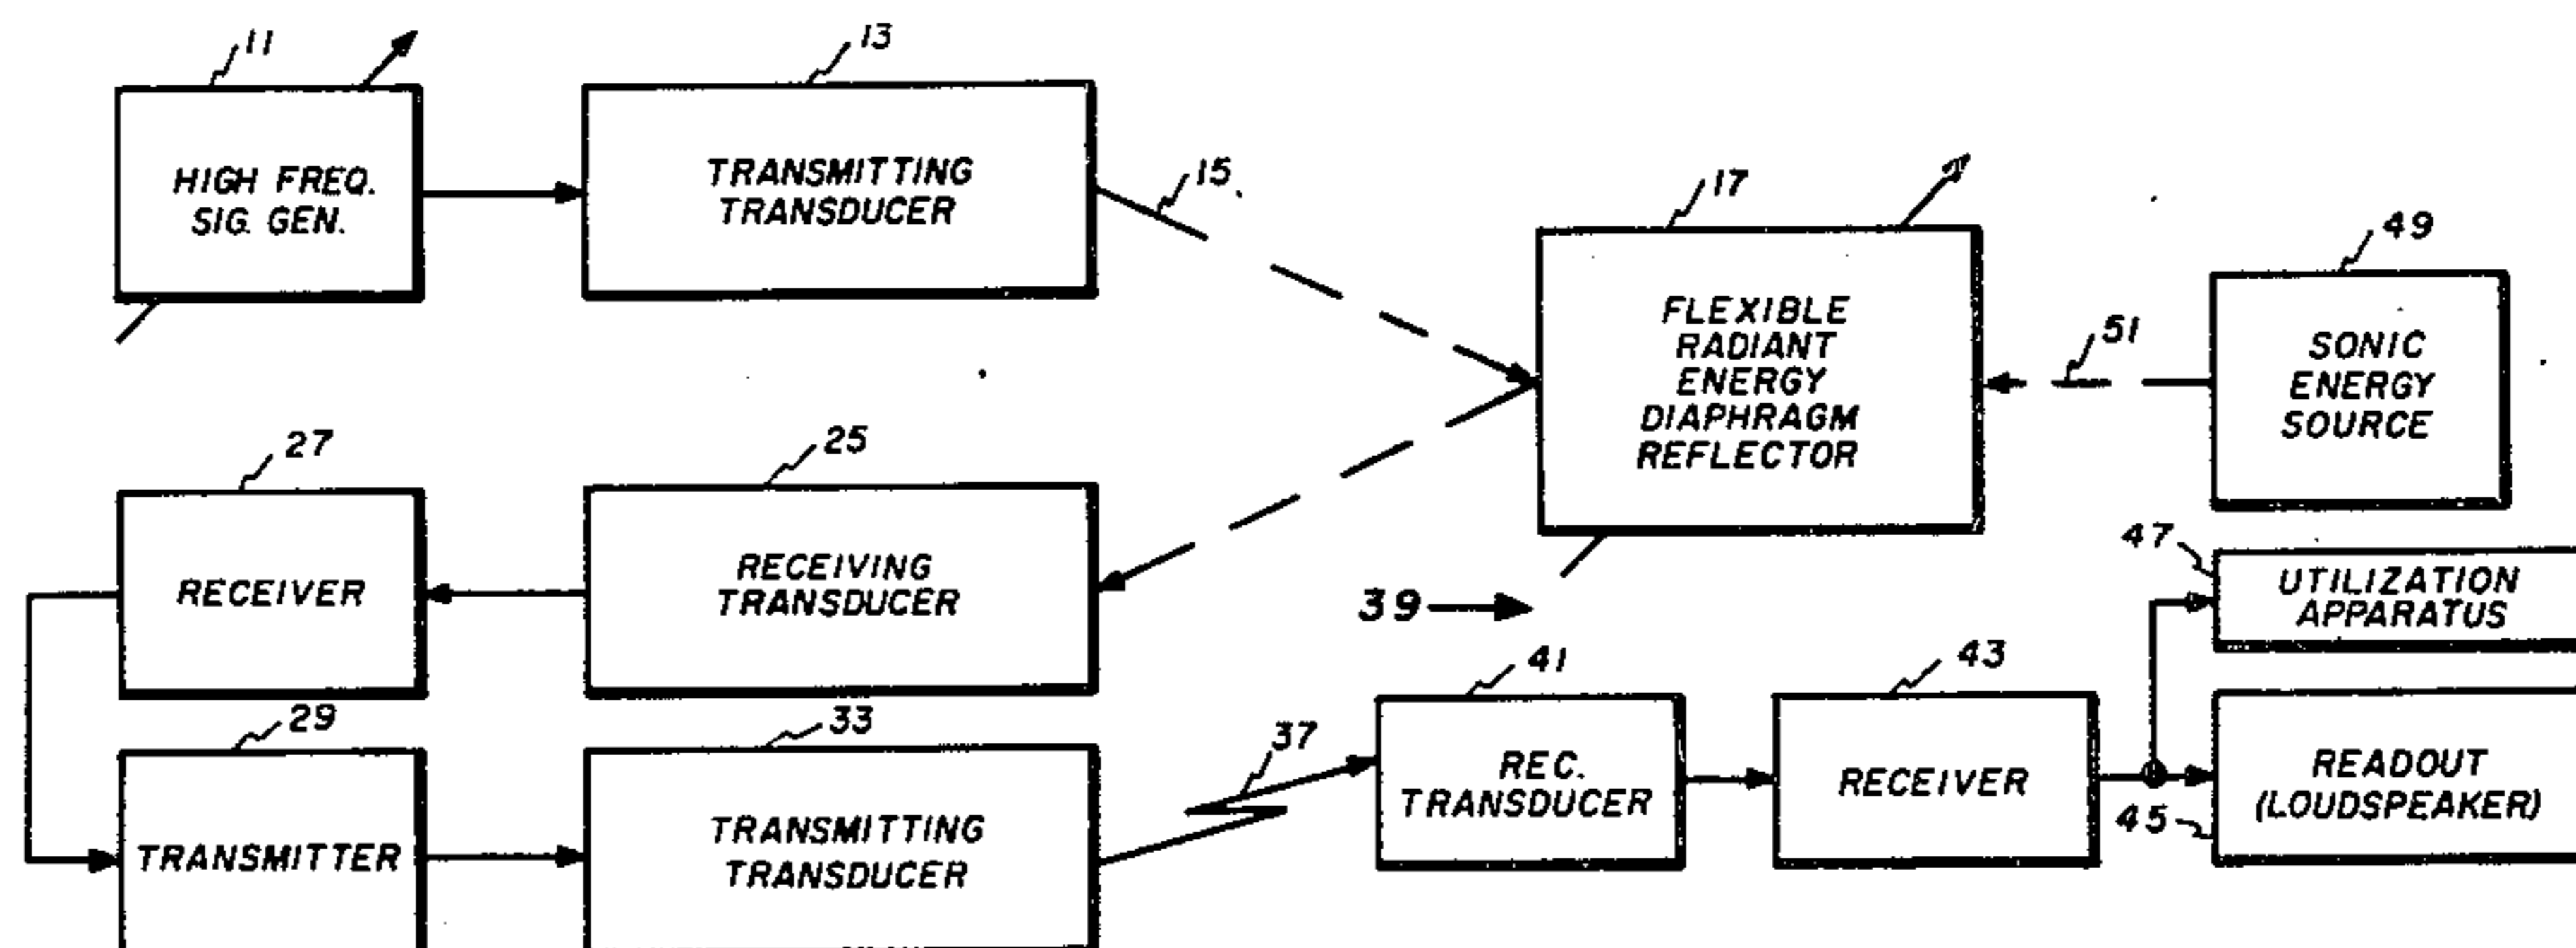 11
HIGH FREQ.
SIG. GEN.
13
TRANSMITTING
TRANSDUCER
15
17
FLEXIBLE
RADIANT
ENERGY
DIAPHRAGM
REFLECTOR
49
SONIC
ENERGY
SOURCE
51
27
RECEIVER
25
RECEIVING
TRANSDUCER
39
47
UTILIZATION
APPARATUS
29
TRANSMITTER
33
TRANSMITTING
TRANSDUCER
37
41
REC.
TRANSDUCER
43
RECEIVER
45
READOUT
(LOUDSPEAKER)